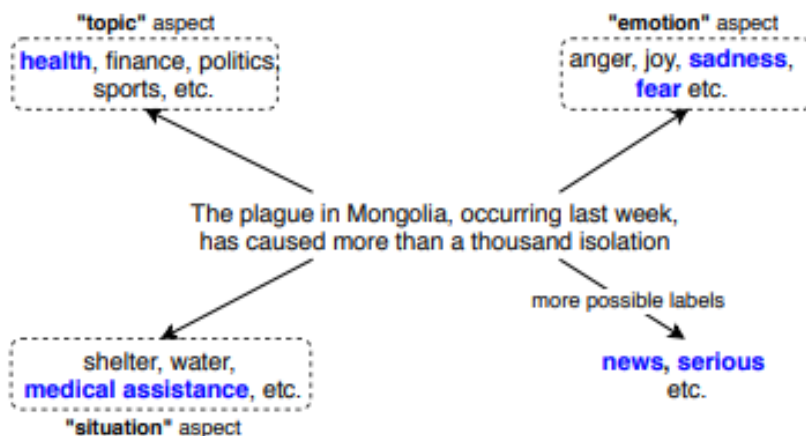 "topic" aspect
health, finance, politics,
sports, etc.
"emotion" aspect
anger, joy, sadness,
fear etc.
The plague in Mongolia, occurring last week,
has caused more than a thousand isolation
more possible labels
shelter, water,
medical assistance, etc.
"situation" aspect
news, serious
etc.